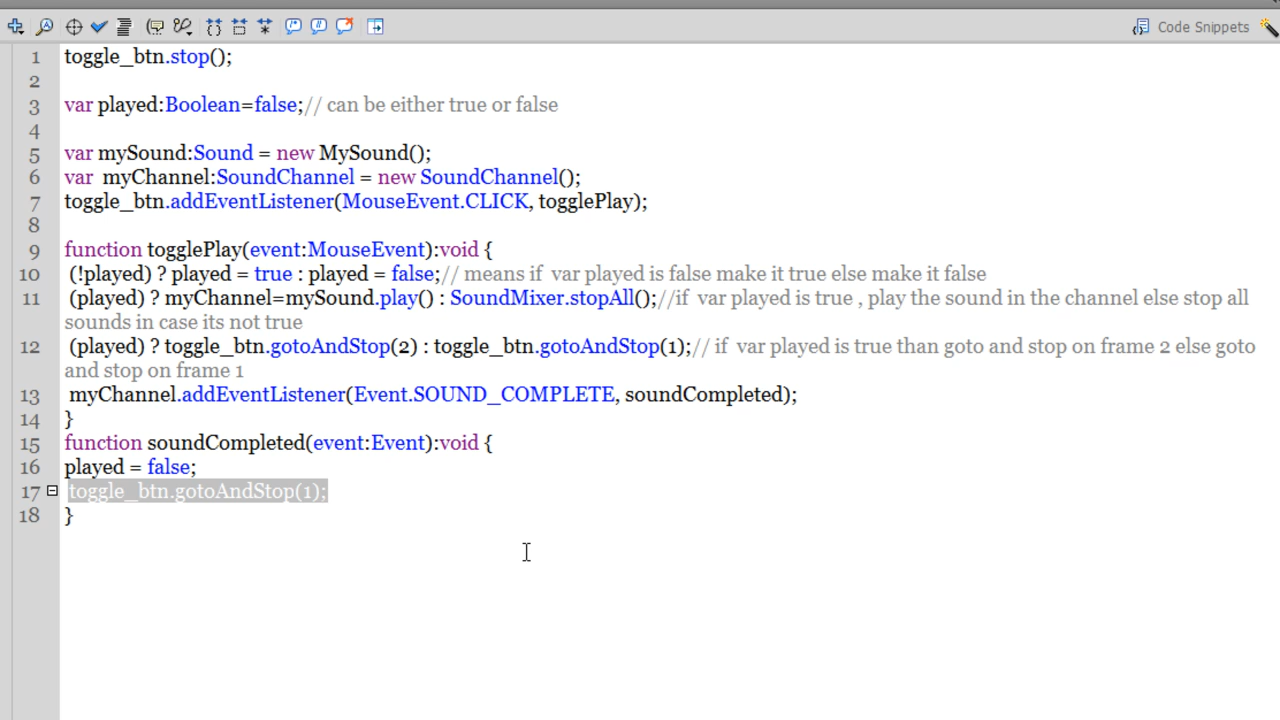 Code Snippets
1 toggle_btn.stop();
2
3 var played:Boolean=false;// can be either true or false
4
5 var mySound:Sound = new MySound();
6 var  myChannel:SoundChannel = new SoundChannel();
7 toggle_btn.addEventListener(MouseEvent.CLICK, togglePlay);
8
9 function togglePlay(event:MouseEvent):void {
10 (!played) ? played = true : played = false;// means if  var played is false make it true else make it false
11 (played) ? myChannel=mySound.play() : SoundMixer.stopAll();//if  var played is true , play the sound in the channel else stop all
sounds in case its not true
12 (played) ? toggle_btn.gotoAndStop(2) : toggle_btn.gotoAndStop(1);// if  var played is true than goto and stop on frame 2 else goto
and stop on frame 1
13 myChannel.addEventListener(Event.SOUND_COMPLETE, soundCompleted);
14 }
15 function soundCompleted(event:Event):void {
16 played = false;
17 toggle_btn.gotoAndStop(1);
18 }